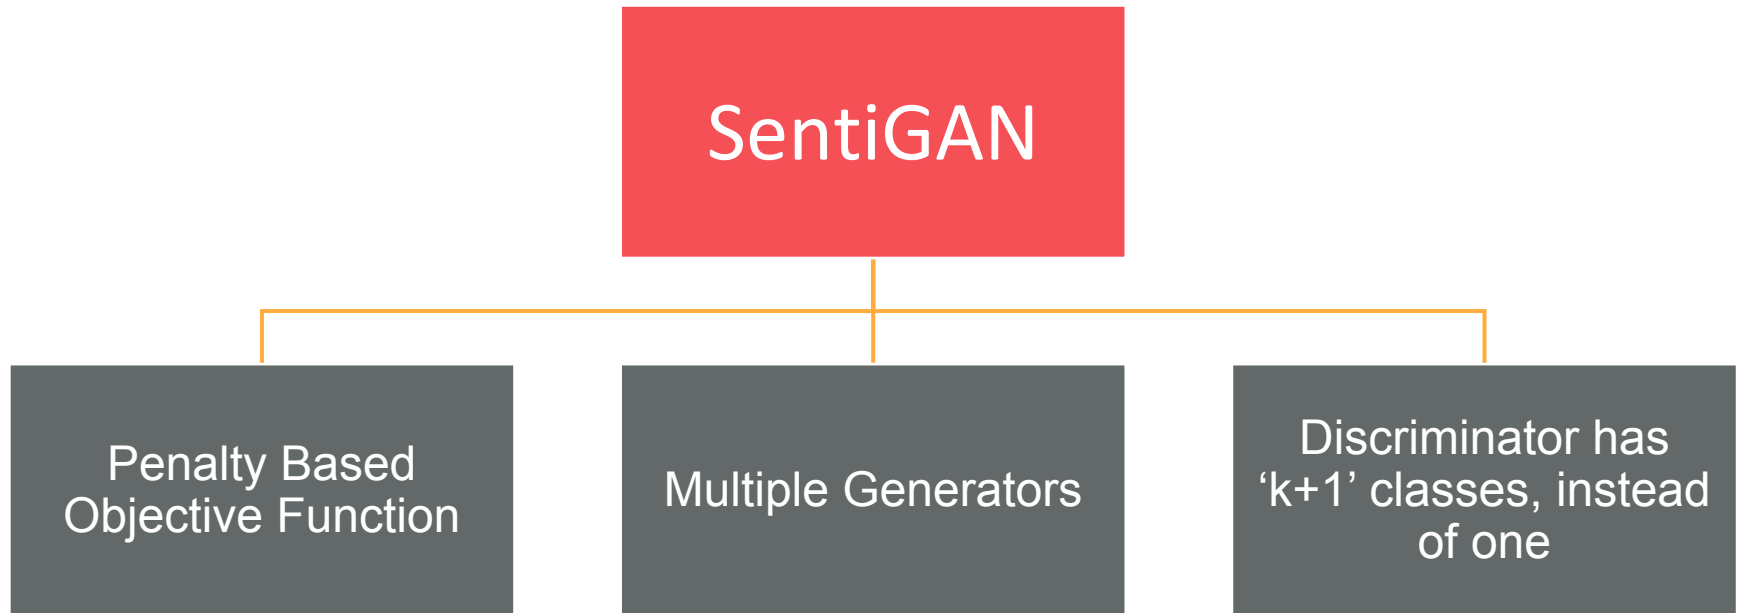 SentiGAN
Penalty Based
Objective Function
Multiple Generators
Discriminator has
‘k+1’ classes, instead
of one